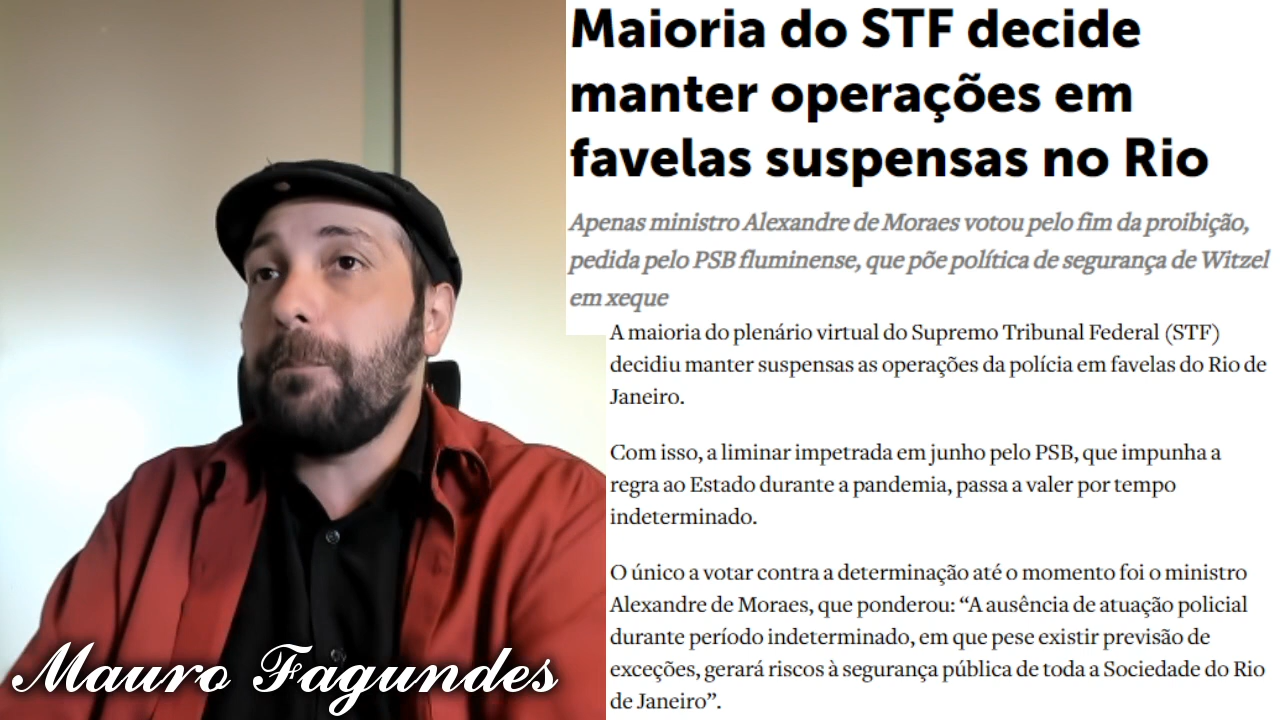 Maioria do STF decide
manter operações em
favelas suspensas no Rio
Apenas ministro Alexandre de Moraes votou pelo fim da proibição,
pedida pelo PSB fluminense, que põe política de segurança de Witzel
em xeque
A maioria do plenário virtual do Supremo Tribunal Federal (STF)
decidiu manter suspensas as operações da polícia em favelas do Rio de
Janeiro.
Com isso, a liminar impetrada em junho pelo PSB, que impunha a
regra ao Estado durante a pandemia, passa a valer por tempo
indeterminado.
O único a votar contra a determinação até o momento foi o ministro
Alexandre de Moraes, que ponderou: “A ausência de atuação policial
durante período indeterminado, em que pese existir previsão de
exceções, gerará riscos à segurança pública de toda a Sociedade do Rio
de Janeiro”.
Mauro Fagundes